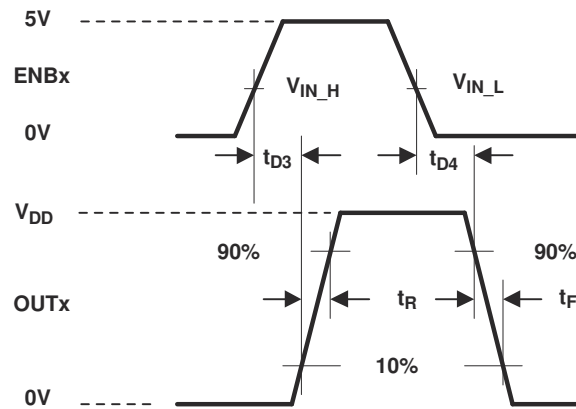 5V
ENBx
V_IN_H
V_IN_L
0V
t_D3
t_D4
V_DD
90%
90%
OUTx
t_R
t_F
10%
0V